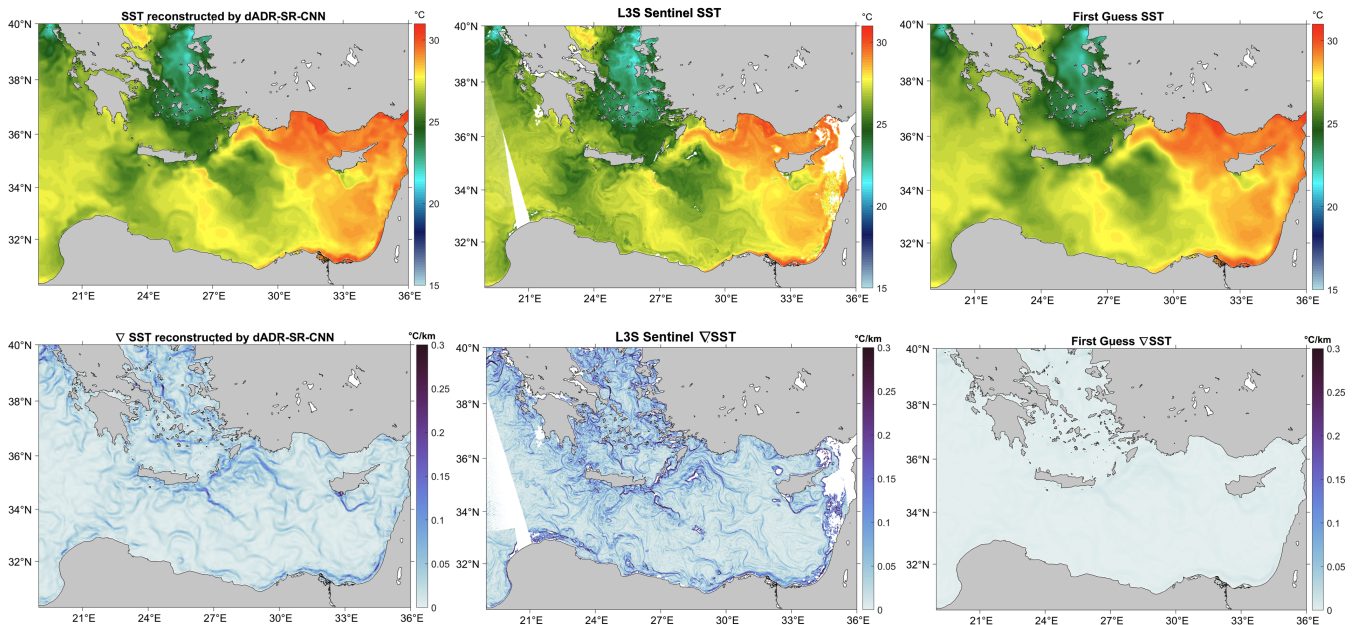 SST reconstructed by dADR-SR-CNN
°C
40°N
38°N
36°N
34°N
32°N
21°E 24°E 27°E 30°E 33°E 36°E
30
25
20
15
L3S Sentinel SST
°C
40°N
38°N
36°N
34°N
32°N
21°E 24°E 27°E 30°E 33°E 36°E
30
25
20
15
First Guess SST
°C
40°N
38°N
36°N
34°N
32°N
21°E 24°E 27°E 30°E 33°E 36°E
30
25
20
15
∇ SST reconstructed by dADR-SR-CNN
°C/km
40°N
38°N
36°N
34°N
32°N
21°E 24°E 27°E 30°E 33°E 36°E
0.3
0.25
0.2
0.15
0.1
0.05
0
L3S Sentinel ∇SST
°C/km
40°N
38°N
36°N
34°N
32°N
21°E 24°E 27°E 30°E 33°E 36°E
0.3
0.25
0.2
0.15
0.1
0.05
0
First Guess ∇SST
°C/km
40°N
38°N
36°N
34°N
32°N
21°E 24°E 27°E 30°E 33°E 36°E
0.3
0.25
0.2
0.15
0.1
0.05
0